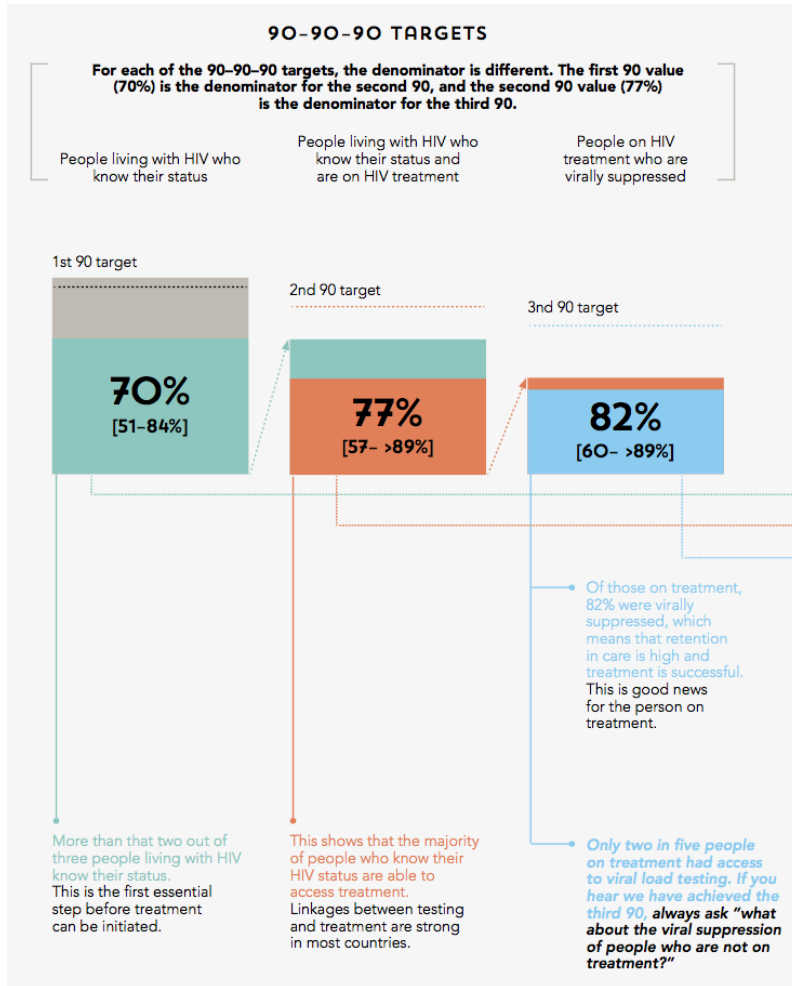 90–90–90 TARGETS
For each of the 90–90–90 targets, the denominator is different. The first 90 value
(70%) is the denominator for the second 90, and the second 90 value (77%)
is the denominator for the third 90.
People living with HIV who
know their status
People living with HIV who
know their status and
are on HIV treatment
People on HIV
treatment who are
virally suppressed
1st 90 target
2nd 90 target
3nd 90 target
70%
[51–84%]
77%
[57– >89%]
82%
[60– >89%]
Of those on treatment,
82% were virally
suppressed, which
means that retention
in care is high and
treatment is successful.
This is good news
for the person on
treatment.
More than that two out of
three people living with HIV
know their status.
This is the first essential
step before treatment
can be initiated.
This shows that the majority
of people who know their
HIV status are able to
access treatment.
Linkages between testing
and treatment are strong
in most countries.
Only two in five people
on treatment had access
to viral load testing. If you
hear we have achieved the
third 90, always ask “what
about the viral suppression
of people who are not on
treatment?”